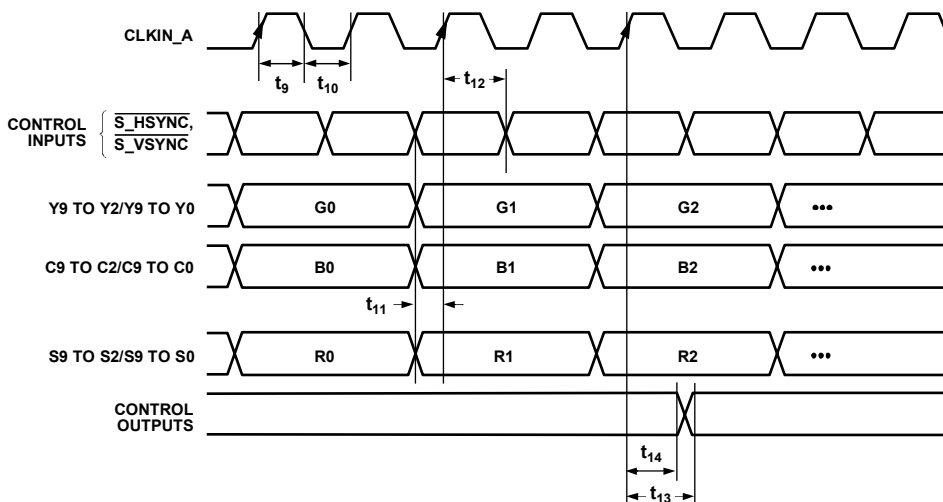 CLKIN_A
t9
t10
t12
CONTROL INPUTS
S_HSYNC,
S_VSYNC
Y9 TO Y2/Y9 TO Y0
G0
G1
G2
•••
C9 TO C2/C9 TO C0
B0
B1
B2
•••
t11
S9 TO S2/S9 TO S0
R0
R1
R2
•••
CONTROL
OUTPUTS
t14
t13